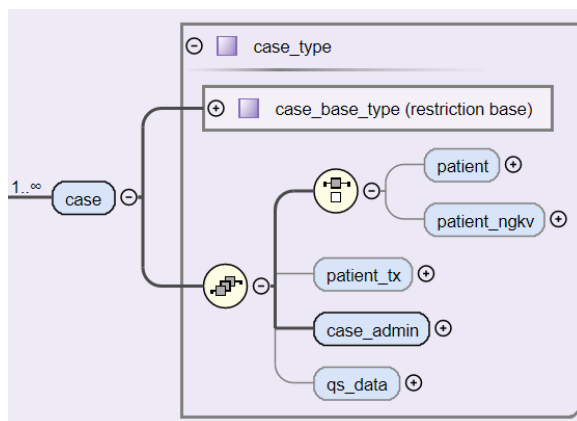 case_type
case_base_type (restriction base)
1..∞
case
patient
patient_ngkv
patient_tx
case_admin
qs_data